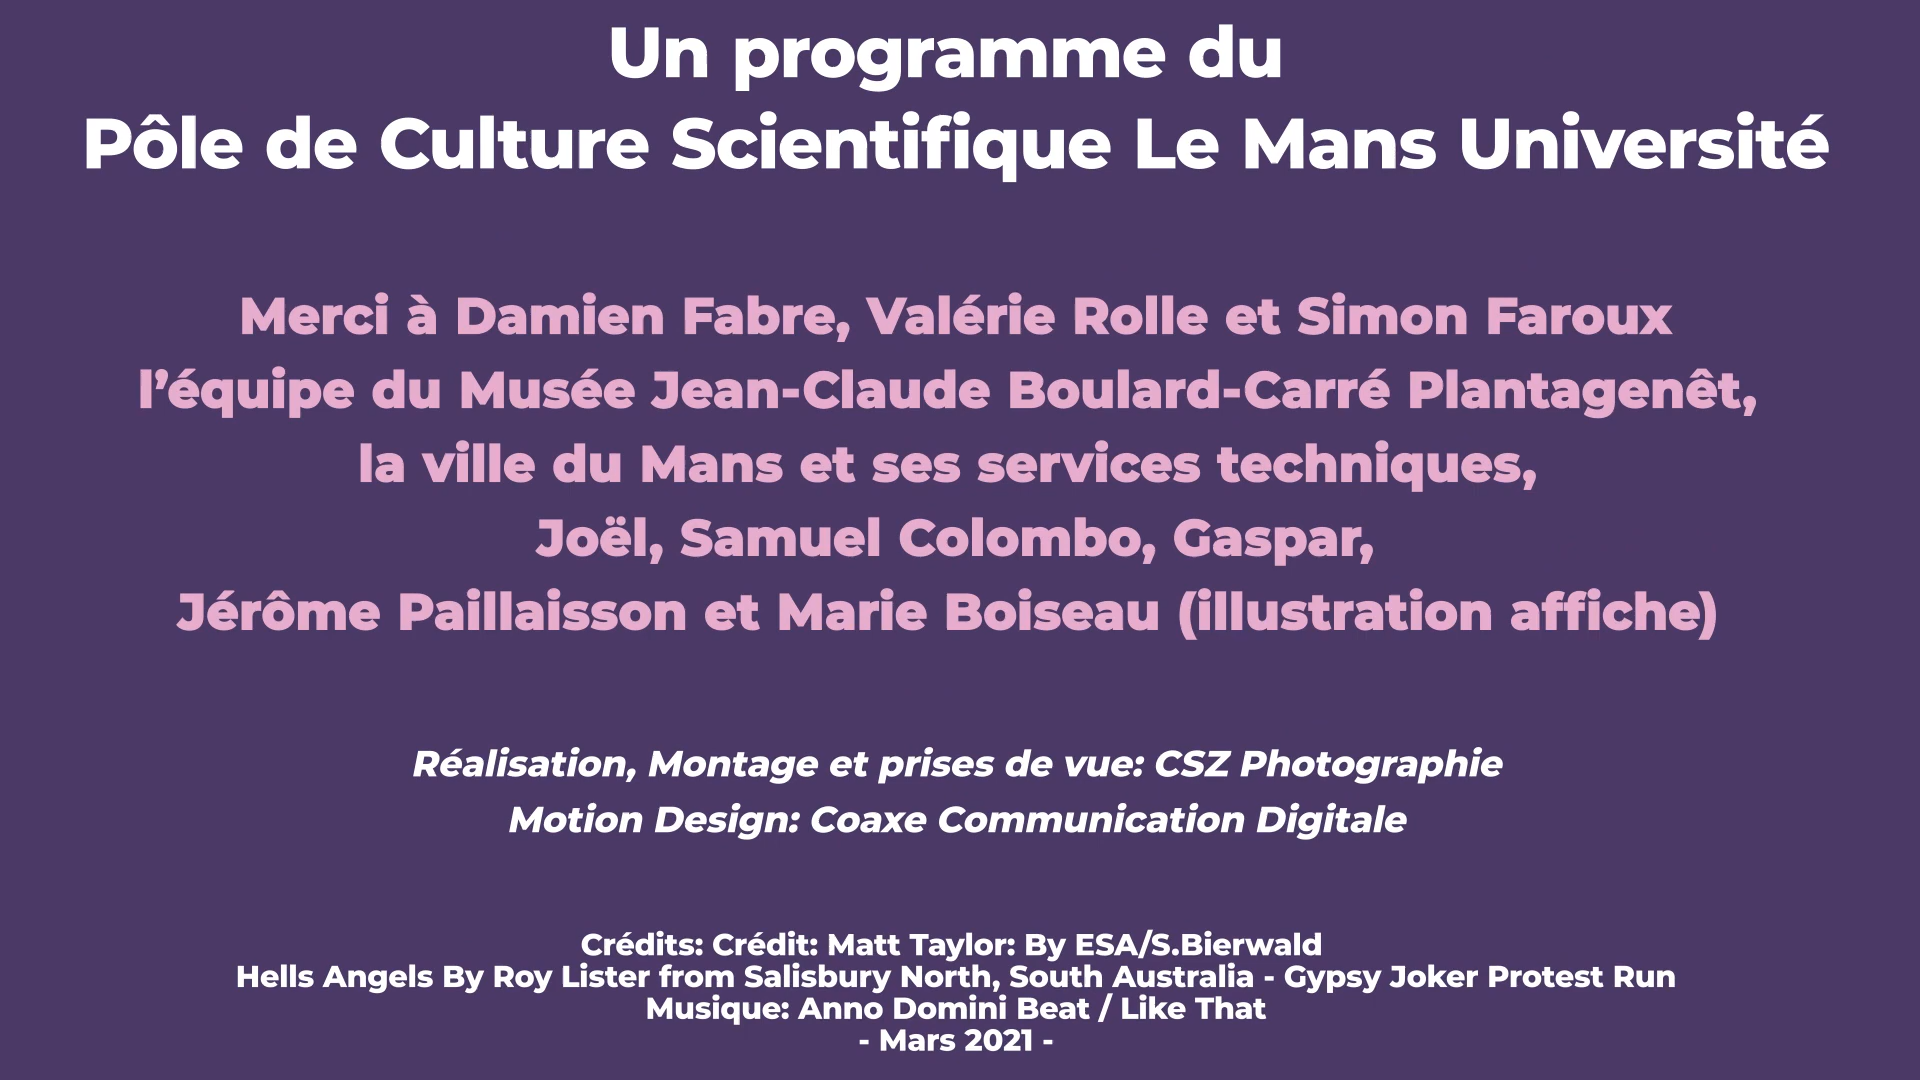 Un programme du
Pôle de Culture Scientifique Le Mans Université
Merci à Damien Fabre, Valérie Rolle et Simon Faroux
l’équipe du Musée Jean-Claude Boulard-Carré Plantagenêt,
la ville du Mans et ses services techniques,
Joël, Samuel Colombo, Gaspar,
Jérôme Paillaisson et Marie Boiseau (illustration affiche)
Réalisation, Montage et prises de vue: CSZ Photographie
Motion Design: Coaxe Communication Digitale
Crédits: Crédit: Matt Taylor: By ESA/S.Bierwald
Hells Angels By Roy Lister from Salisbury North, South Australia - Gypsy Joker Protest Run
Musique: Anno Domini Beat / Like That
- Mars 2021 -